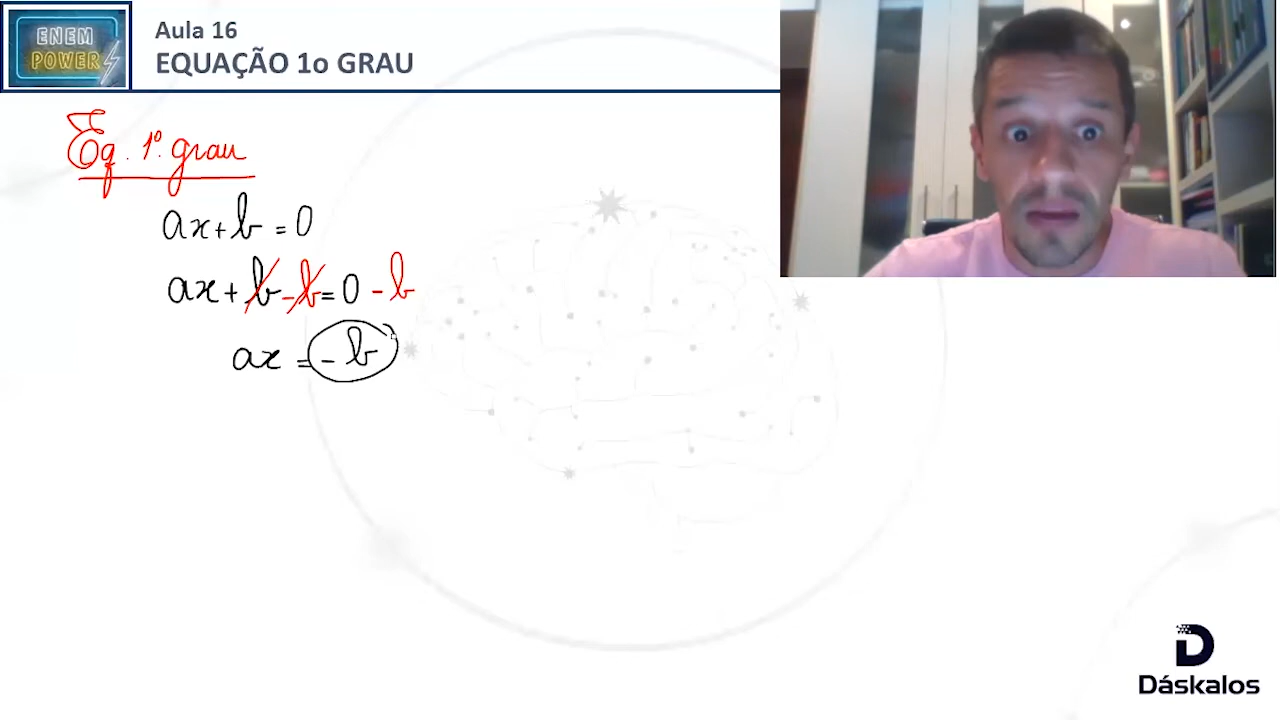 ENEM
POWER
Aula 16
EQUAÇÃO 1o GRAU
Eq. 1º. grau
ax + b = 0
ax + b - b = 0 - b
ax = - b
Dáskalos